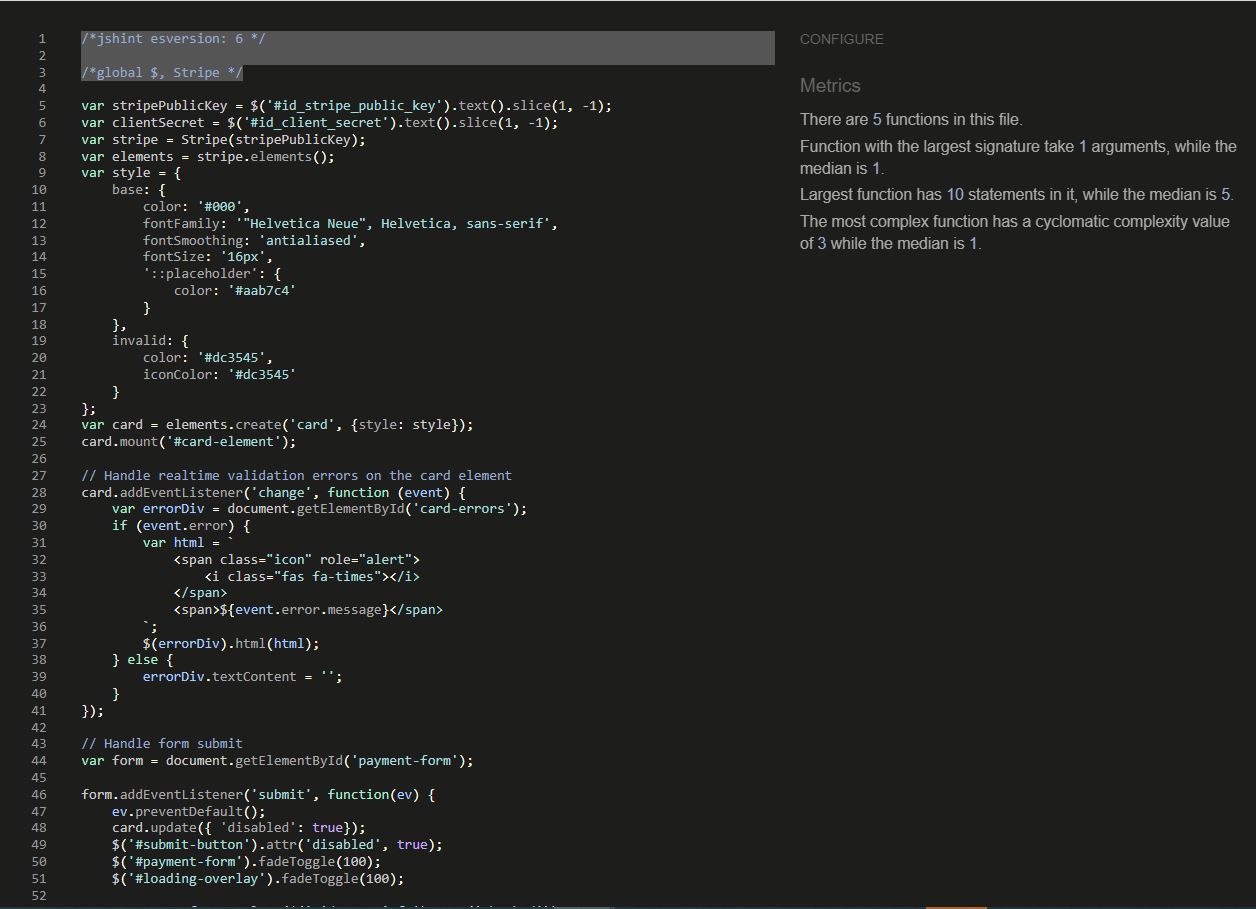 1 /*jshint esversion: 6 */
2
3 /*global $, Stripe */
4
5 var stripePublicKey = $('#id_stripe_public_key').text().slice(1, -1);
6 var clientSecret = $('#id_client_secret').text().slice(1, -1);
7 var stripe = Stripe(stripePublicKey);
8 var elements = stripe.elements();
9 var style = {
10     base: {
11         color: '#000',
12         fontFamily: '"Helvetica Neue", Helvetica, sans-serif',
13         fontSmoothing: 'antialiased',
14         fontSize: '16px',
15         '::placeholder': {
16             color: '#aab7c4'
17         }
18     },
19     invalid: {
20         color: '#dc3545',
21         iconColor: '#dc3545'
22     }
23 };
24 var card = elements.create('card', {style: style});
25 card.mount('#card-element');
26
27 // Handle realtime validation errors on the card element
28 card.addEventListener('change', function (event) {
29     var errorDiv = document.getElementById('card-errors');
30     if (event.error) {
31         var html = `
32             <span class="icon" role="alert">
33                 <i class="fas fa-times"></i>
34             </span>
35             <span>${event.error.message}</span>
36         `;
37         $(errorDiv).html(html);
38     } else {
39         errorDiv.textContent = '';
40     }
41 });
42
43 // Handle form submit
44 var form = document.getElementById('payment-form');
45
46 form.addEventListener('submit', function(ev) {
47     ev.preventDefault();
48     card.update({ 'disabled': true});
49     $('#submit-button').attr('disabled', true);
50     $('#payment-form').fadeToggle(100);
51     $('#loading-overlay').fadeToggle(100);
52
CONFIGURE
Metrics
There are 5 functions in this file.
Function with the largest signature take 1 arguments, while the
median is 1.
Largest function has 10 statements in it, while the median is 5.
The most complex function has a cyclomatic complexity value
of 3 while the median is 1.